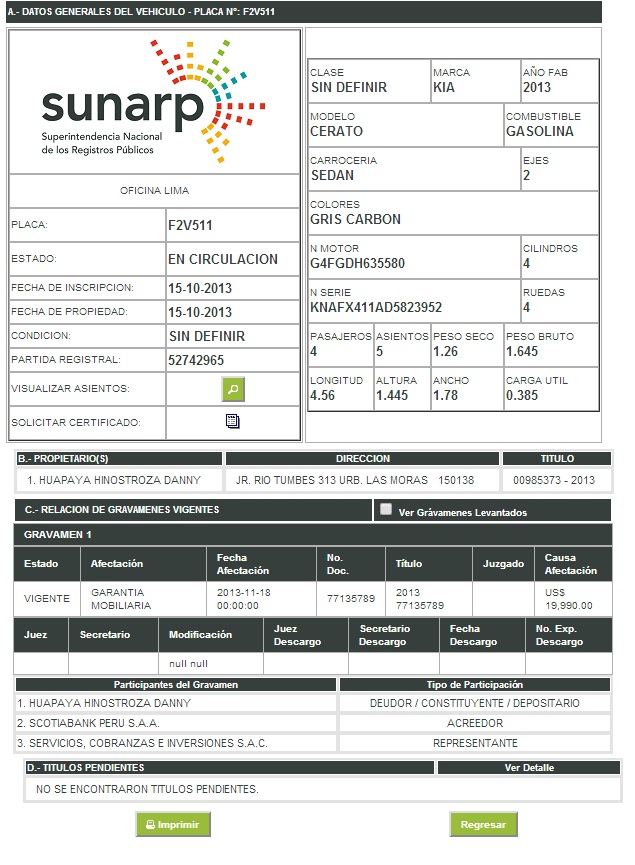 A.- DATOS GENERALES DEL VEHICULO - PLACA Nº: F2V511
sunarp
Superintendencia Nacional
de los Registros Públicos
OFICINA LIMA
PLACA: F2V511
ESTADO: EN CIRCULACION
FECHA DE INSCRIPCION: 15-10-2013
FECHA DE PROPIEDAD: 15-10-2013
CONDICION: SIN DEFINIR
PARTIDA REGISTRAL: 52742965
VISUALIZAR ASIENTOS:
SOLICITAR CERTIFICADO:
CLASE MARCA AÑO FAB
SIN DEFINIR KIA 2013
MODELO COMBUSTIBLE
CERATO GASOLINA
CARROCERIA EJES
SEDAN 2
COLORES
GRIS CARBON
N MOTOR CILINDROS
G4FGDH635580 4
N SERIE RUEDAS
KNAFX411AD5823952 4
PASAJEROS ASIENTOS PESO SECO PESO BRUTO
4 5 1.26 1.645
LONGITUD ALTURA ANCHO CARGA UTIL
4.56 1.445 1.78 0.385
B.- PROPIETARIO(S) DIRECCION TITULO
1. HUAPAYA HINOSTROZA DANNY JR. RIO TUMBES 313 URB. LAS MORAS 150138 00985373 - 2013
C.- RELACION DE GRAVAMENES VIGENTES Ver Grávamenes Levantados
GRAVAMEN 1
Estado Afectación Fecha Afectación No. Doc. Título Juzgado Causa Afectación
VIGENTE GARANTIA MOBILIARIA 2013-11-18 00:00:00 77135789 2013 77135789 US$ 19,990.00
Juez Secretario Modificación Juez Descargo Secretario Descargo Fecha Descargo No. Exp. Descargo
null null
Participantes del Gravamen Tipo de Participación
1. HUAPAYA HINOSTROZA DANNY DEUDOR / CONSTITUYENTE / DEPOSITARIO
2. SCOTIABANK PERU S.A.A. ACREEDOR
3. SERVICIOS, COBRANZAS E INVERSIONES S.A.C. REPRESENTANTE
D.- TITULOS PENDIENTES Ver Detalle
NO SE ENCONTRARON TITULOS PENDIENTES.
Imprimir Regresar